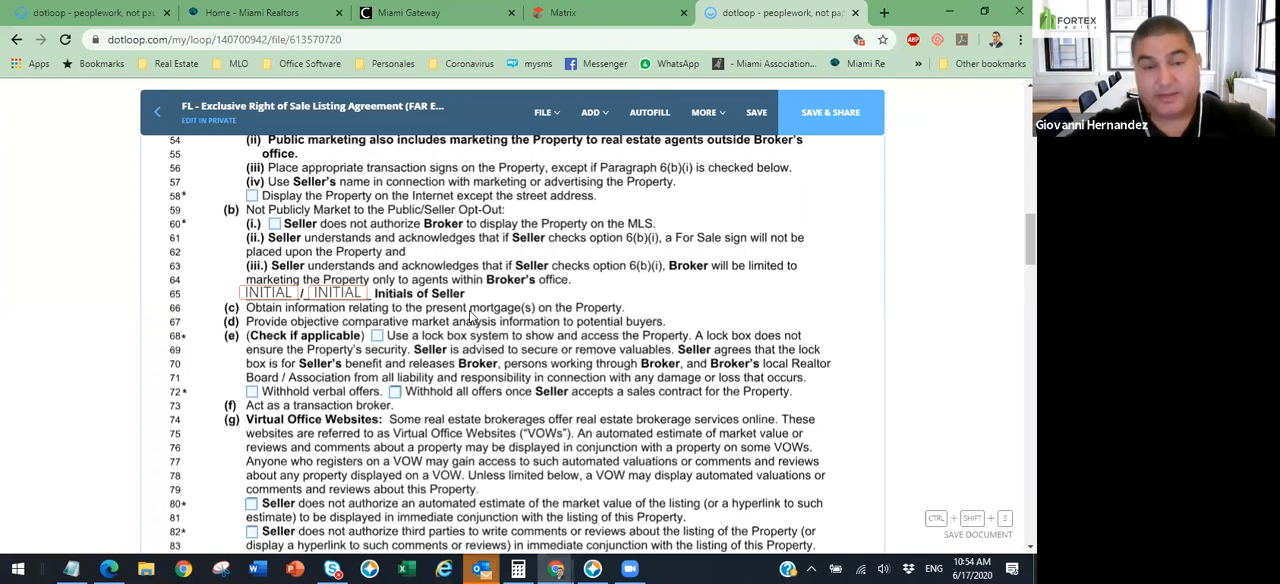 dotloop - peoplework, not pa
Home - Miami Realtors
Miami Gateway
Matrix
dotloop - peoplework, not pap
dotloop.com/my/loop/140700942/file/613570720
ABP
Apps
Bookmarks
Real Estate
MLO
Office Software
Personales
Coronavirus
mysms
Messenger
WhatsApp
- Miami Association...
Miami Re
»
Other bookmarks
FORTEX
realty
Giovanni Hernandez
FL - Exclusive Right of Sale Listing Agreement (FAR E...
EDIT IN PRIVATE
FILE
ADD
AUTOFILL
MORE
SAVE
SAVE & SHARE
54 (ii) Public marketing also includes marketing the Property to real estate agents outside Broker's
55 office.
56 (iii) Place appropriate transaction signs on the Property, except if Paragraph 6(b)(i) is checked below.
57 (iv) Use Seller's name in connection with marketing or advertising the Property.
58* Display the Property on the Internet except the street address.
59 (b) Not Publicly Market to the Public/Seller Opt-Out:
60* (i.) Seller does not authorize Broker to display the Property on the MLS.
61 (ii.) Seller understands and acknowledges that if Seller checks option 6(b)(i), a For Sale sign will not be
62 placed upon the Property and
63 (iii.) Seller understands and acknowledges that if Seller checks option 6(b)(i), Broker will be limited to
64 marketing the Property only to agents within Broker's office.
65 INITIAL / INITIAL Initials of Seller
66 (c) Obtain information relating to the present mortgage(s) on the Property.
67 (d) Provide objective comparative market analysis information to potential buyers.
68* (e) (Check if applicable) Use a lock box system to show and access the Property. A lock box does not
69 ensure the Property's security. Seller is advised to secure or remove valuables. Seller agrees that the lock
70 box is for Seller's benefit and releases Broker, persons working through Broker, and Broker's local Realtor
71 Board / Association from all liability and responsibility in connection with any damage or loss that occurs.
72* Withhold verbal offers. Withhold all offers once Seller accepts a sales contract for the Property.
73 (f) Act as a transaction broker.
74 (g) Virtual Office Websites: Some real estate brokerages offer real estate brokerage services online. These
75 websites are referred to as Virtual Office Websites ("VOWs"). An automated estimate of market value or
76 reviews and comments about a property may be displayed in conjunction with a property on some VOWs.
77 Anyone who registers on a VOW may gain access to such automated valuations or comments and reviews
78 about any property displayed on a VOW. Unless limited below, a VOW may display automated valuations or
79 comments and reviews about this Property.
80* Seller does not authorize an automated estimate of the market value of the listing (or a hyperlink to such
81 estimate) to be displayed in immediate conjunction with the listing of this Property.
82* Seller does not authorize third parties to write comments or reviews about the listing of the Property (or
83 display a hyperlink to such comments or reviews) in immediate conjunction with the listing of this Property.
CTRL + SHIFT + S
SAVE DOCUMENT
ENG
10:54 AM
6/17/2020